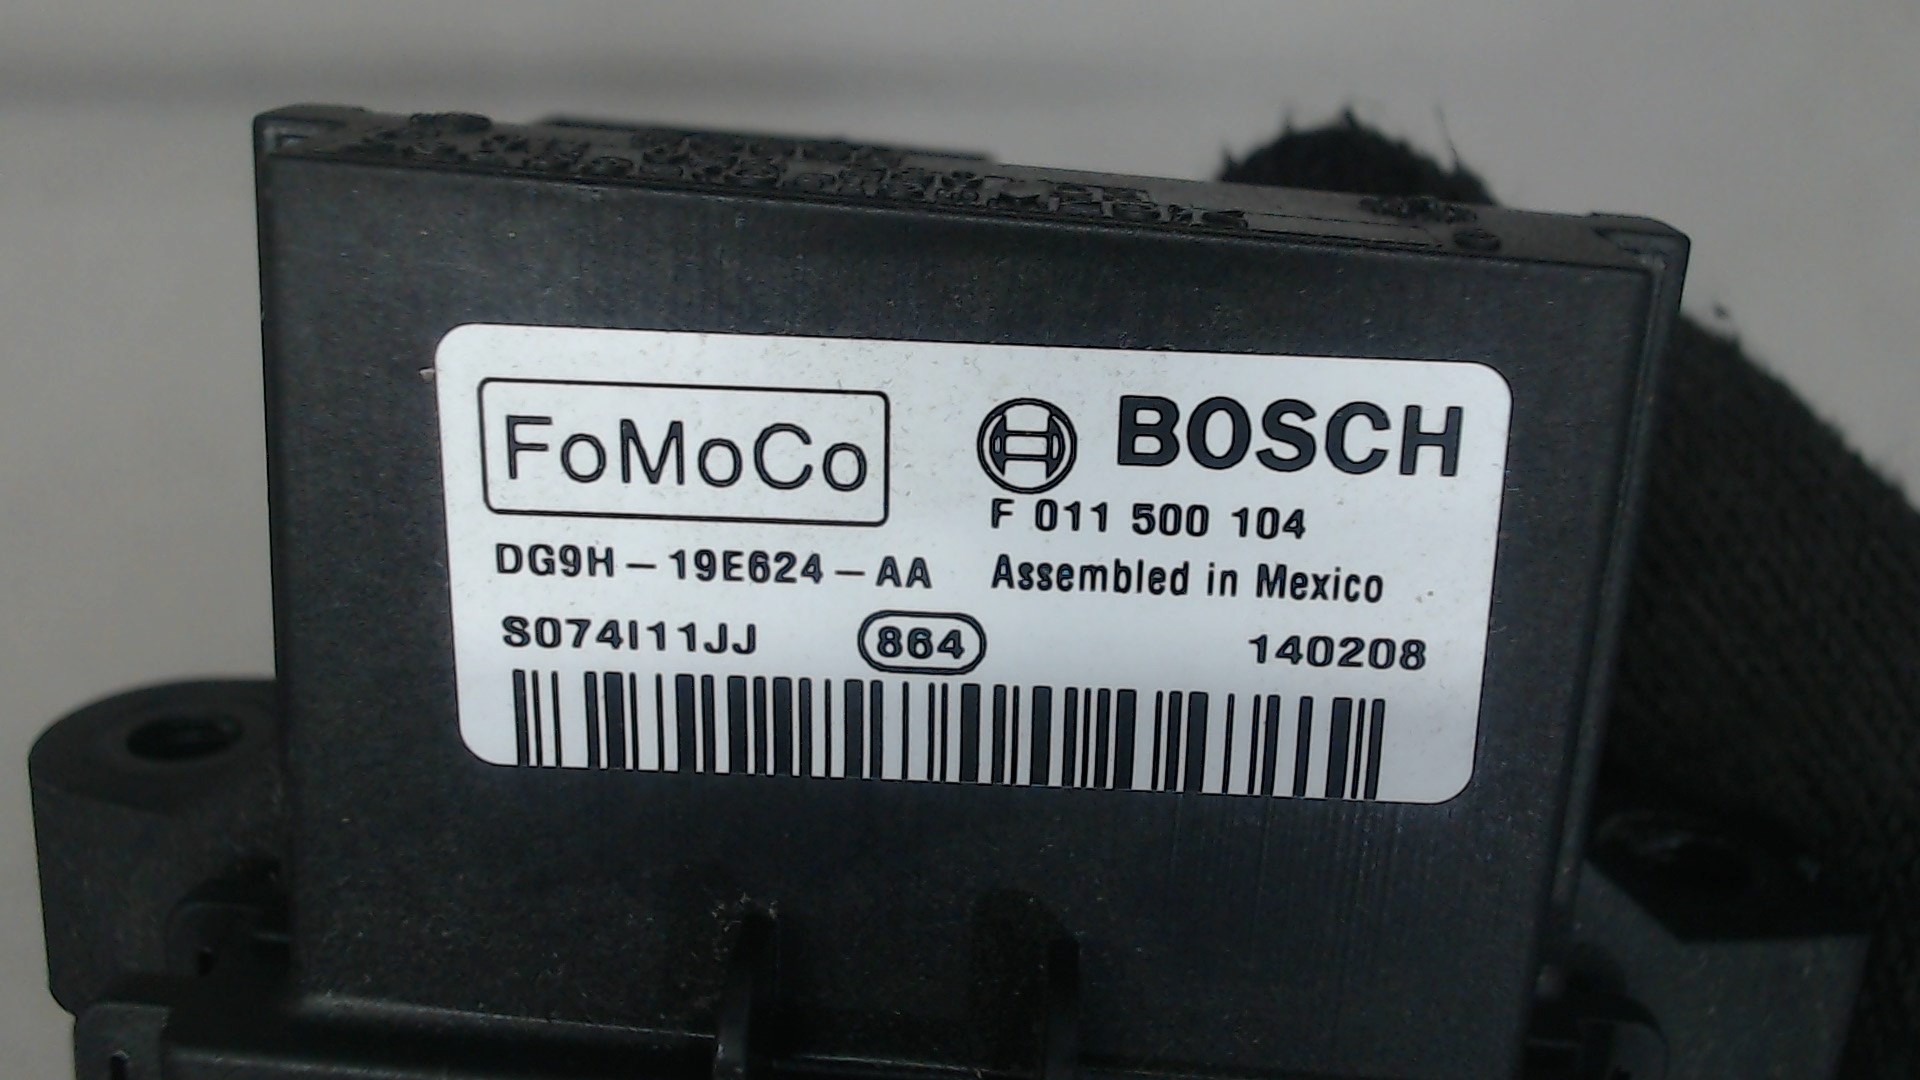 FoMoCo
BOSCH
F 011 500 104
DG9H-19E624-AA
Assembled in Mexico
S074I11JJ
864
140208